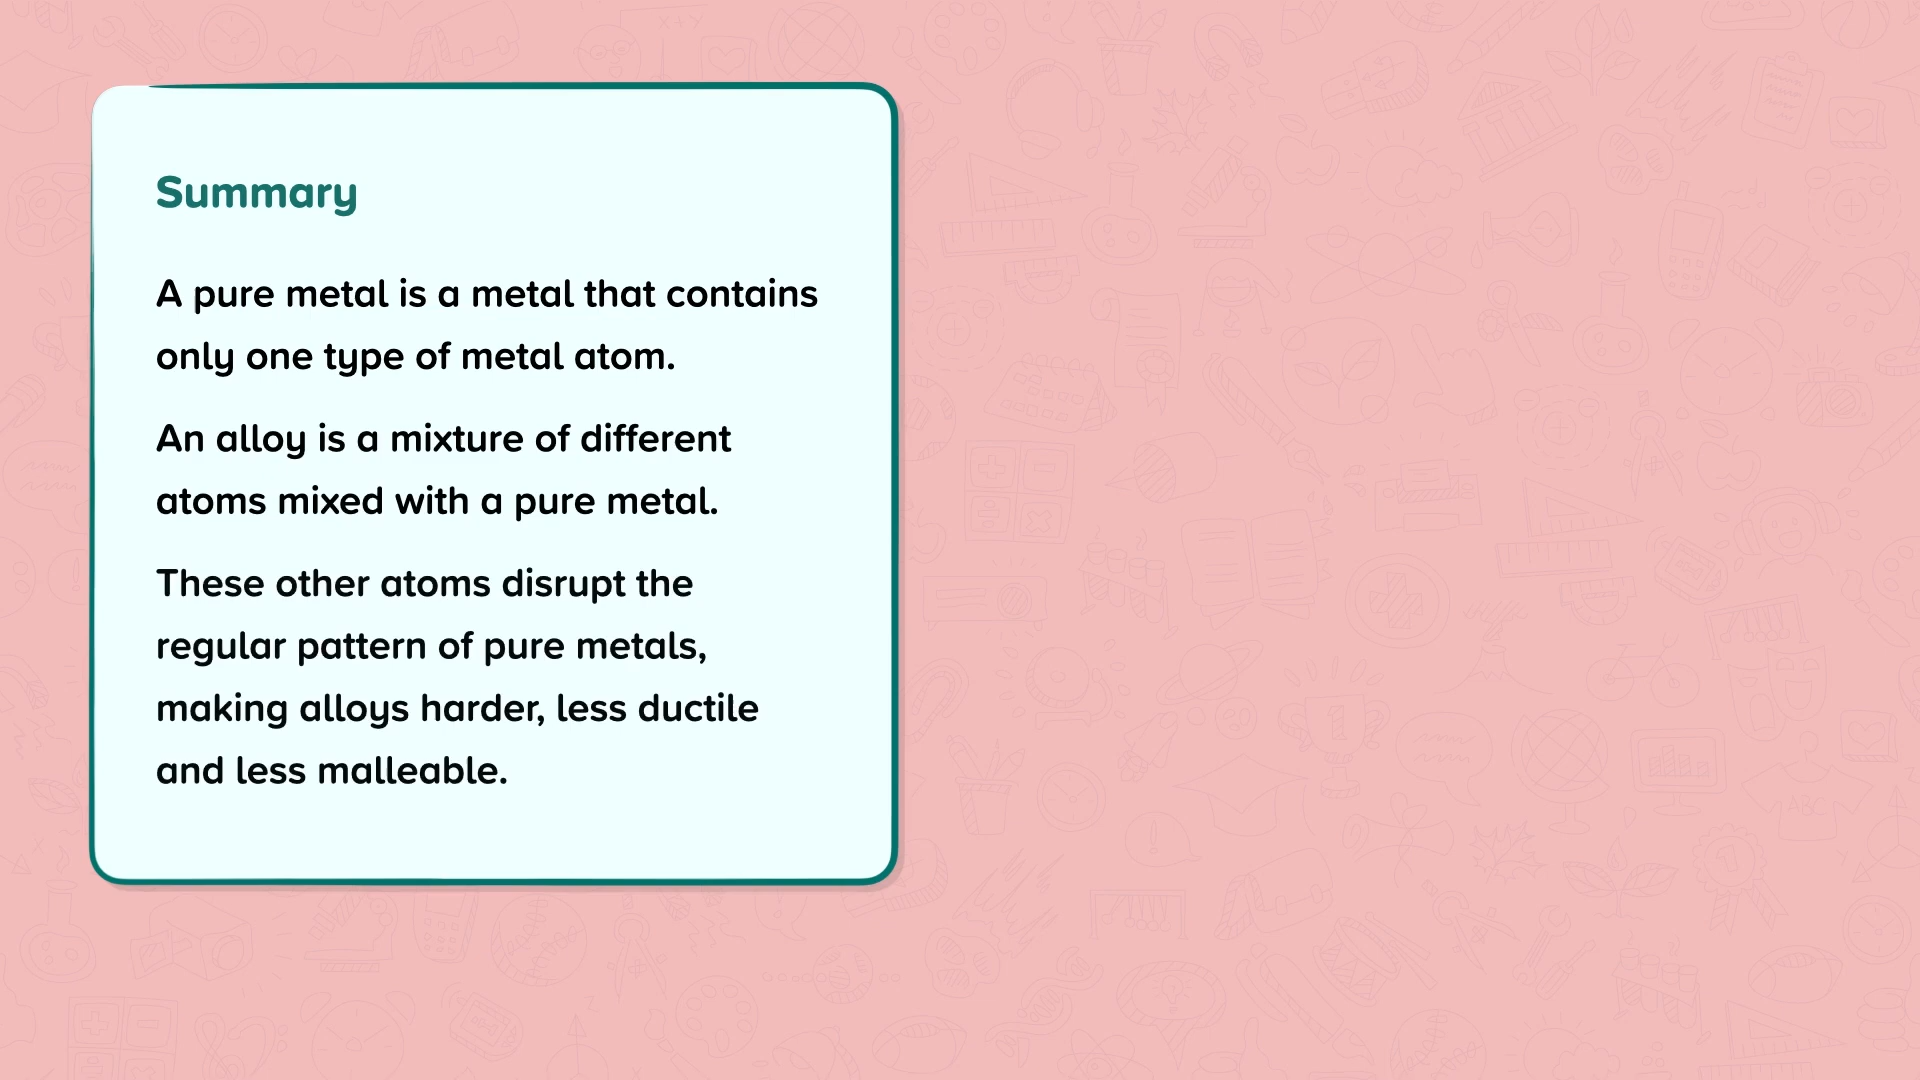 Summary
A pure metal is a metal that contains
only one type of metal atom.
An alloy is a mixture of different
atoms mixed with a pure metal.
These other atoms disrupt the
regular pattern of pure metals,
making alloys harder, less ductile
and less malleable.